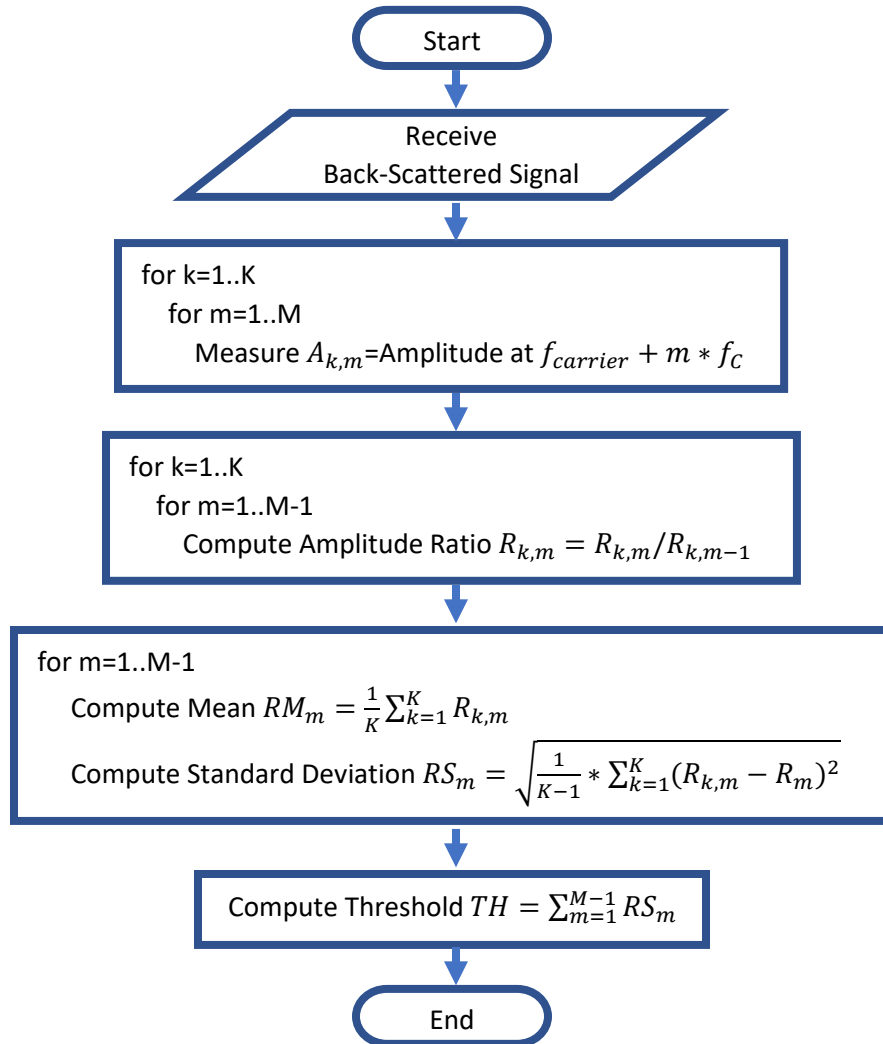 Start
Receive
Back-Scattered Signal
for k=1..K
for m=1..M
Measure $A_{k,m}$=Amplitude at $f_{carrier} + m * f_C$
for k=1..K
for m=1..M-1
Compute Amplitude Ratio $R_{k,m} = R_{k,m}/R_{k,m-1}$
for m=1..M-1
Compute Mean $RM_m = \frac{1}{K} \sum_{k=1}^{K} R_{k,m}$
Compute Standard Deviation $RS_m = \sqrt{\frac{1}{K-1} * \sum_{k=1}^{K} (R_{k,m} - R_m)^2}$
Compute Threshold $TH = \sum_{m=1}^{M-1} RS_m$
End